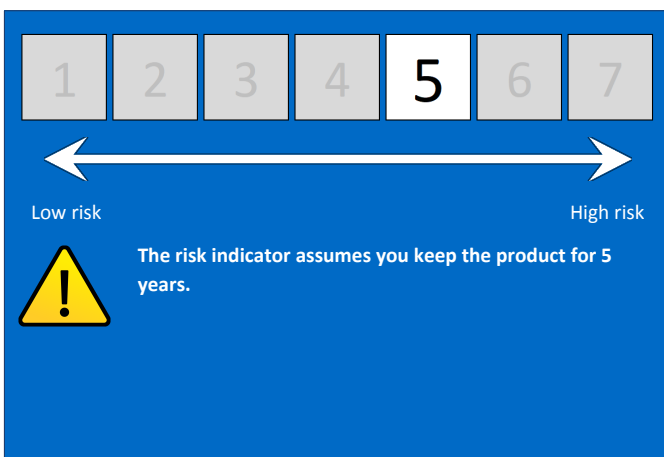 1 2 3 4 5 6 7
Low risk High risk
!
The risk indicator assumes you keep the product for 5
years.